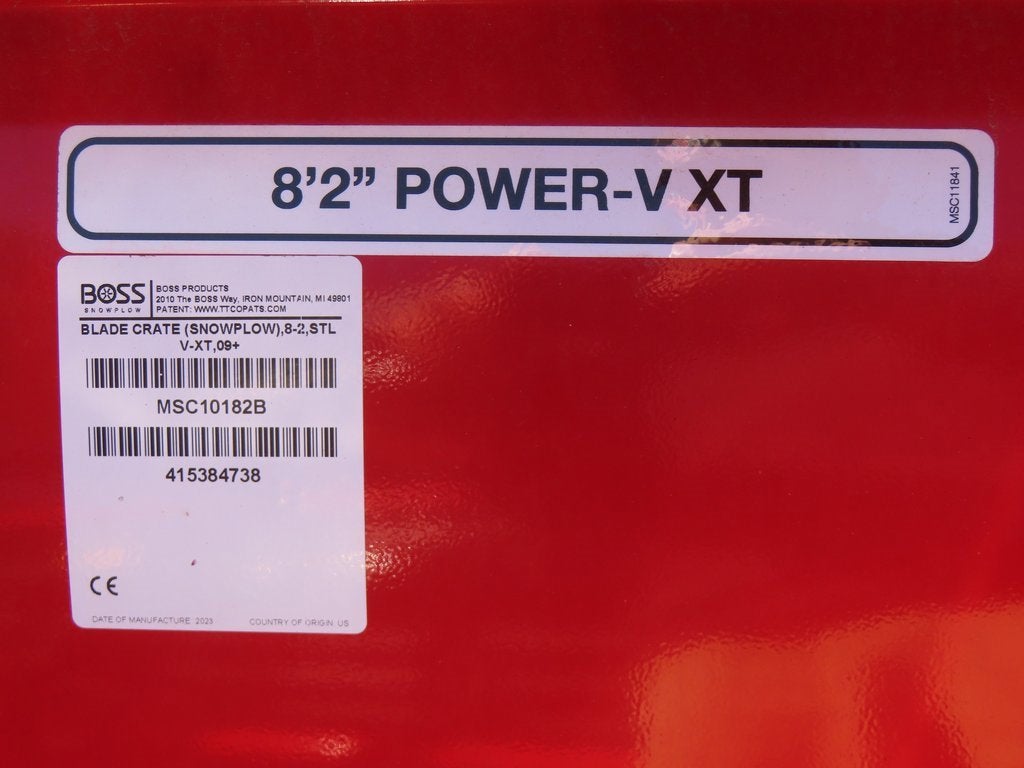 8’2” POWER-V XT
MSC11841
BOSS
SNOWPLOW
BOSS PRODUCTS
2010 The BOSS Way, IRON MOUNTAIN, MI 49801
PATENT: WWW.TTCOPATS.COM
BLADE CRATE (SNOWPLOW),8-2,STL
V-XT,09+
MSC10182B
415384738
CE
DATE OF MANUFACTURE 2023
COUNTRY OF ORIGIN US